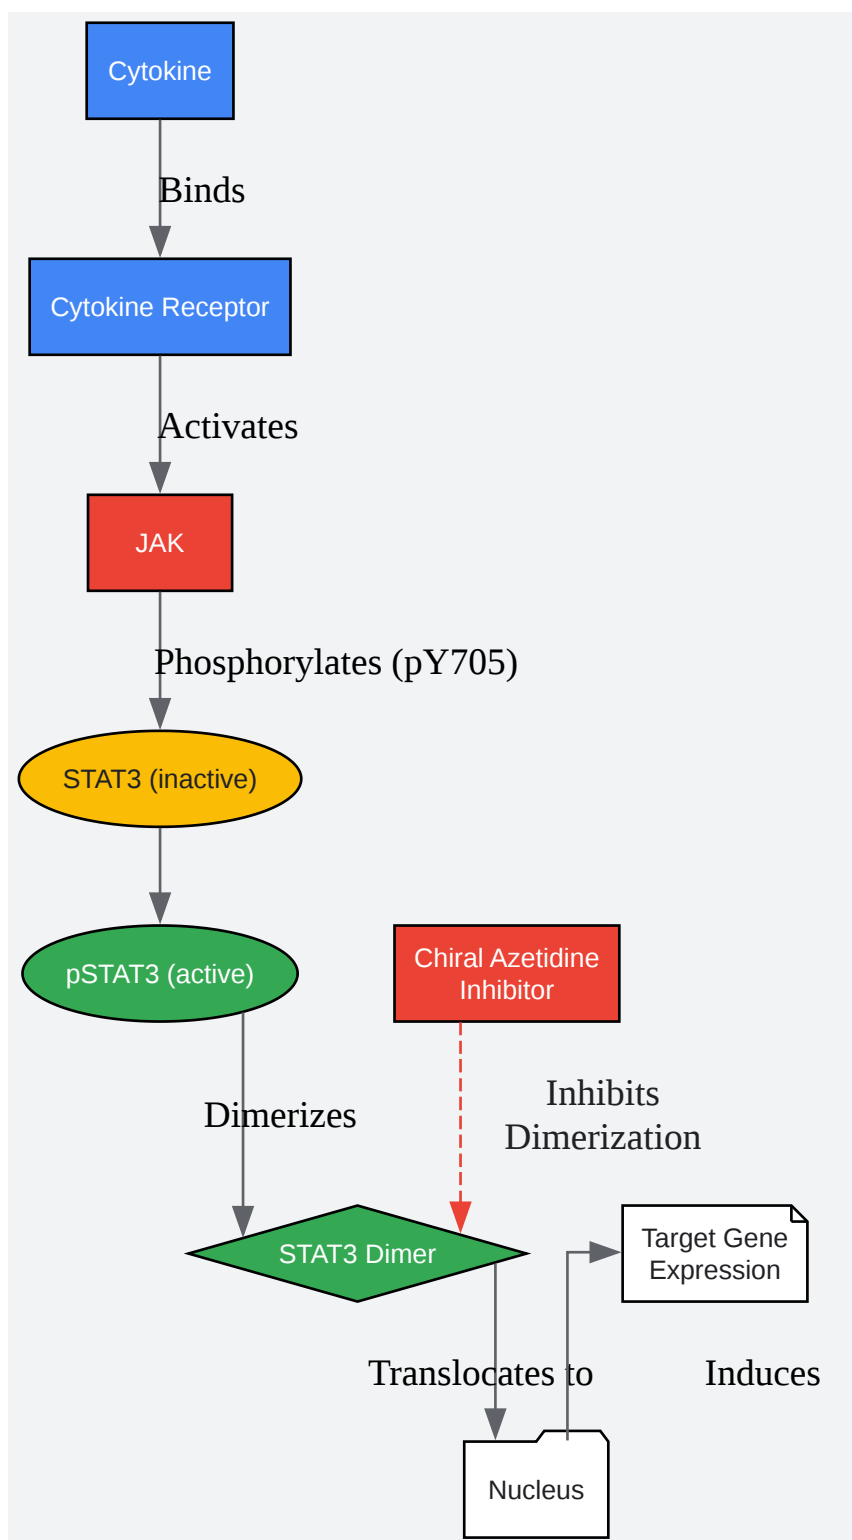 Cytokine
Binds
Cytokine Receptor
Activates
JAK
Phosphorylates (pY705)
STAT3 (inactive)
pSTAT3 (active)
Chiral Azetidine
Inhibitor
Dimerizes
Inhibits
Dimerization
STAT3 Dimer
Target Gene
Expression
Translocates to
Induces
Nucleus